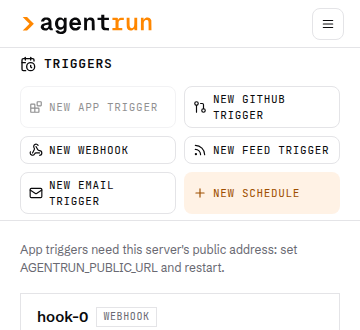 agentrun
TRIGGERS
NEW APP TRIGGER
NEW GITHUB
TRIGGER
NEW WEBHOOK
NEW FEED TRIGGER
NEW EMAIL
TRIGGER
NEW SCHEDULE
App triggers need this server's public address: set
AGENTRUN_PUBLIC_URL and restart.
hook-0 WEBHOOK